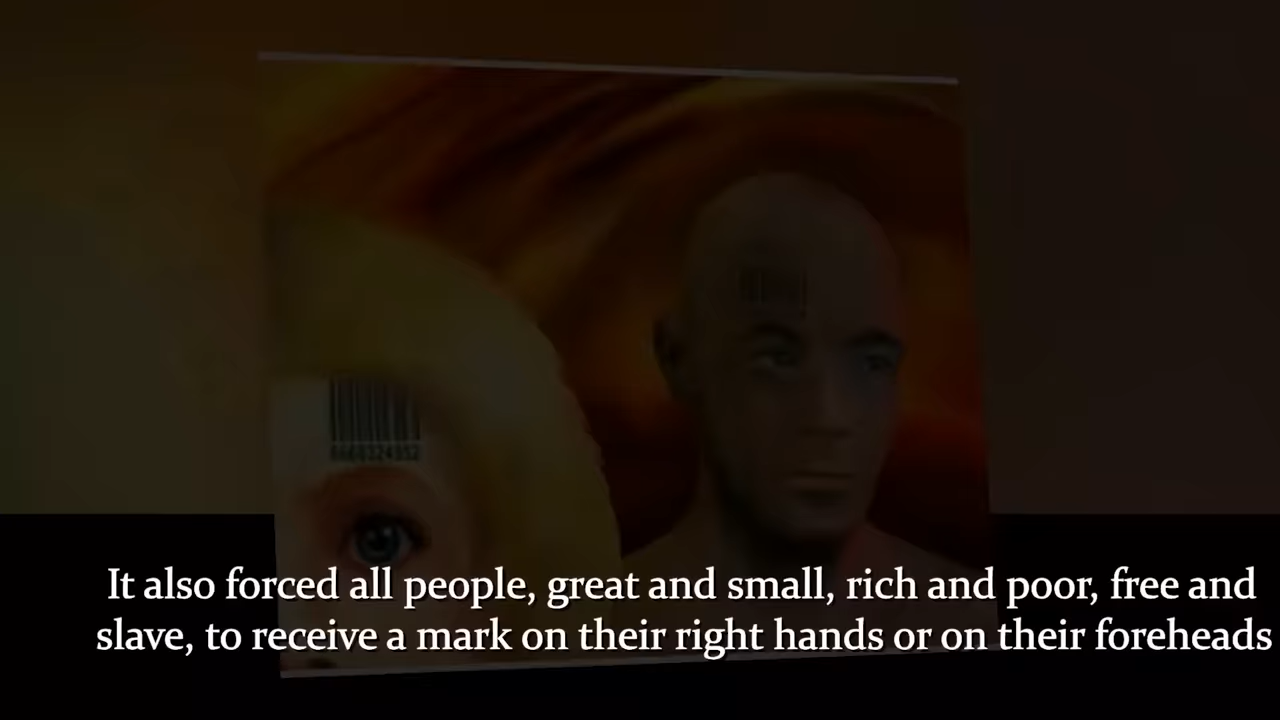 It also forced all people, great and small, rich and poor, free and
slave, to receive a mark on their right hands or on their foreheads